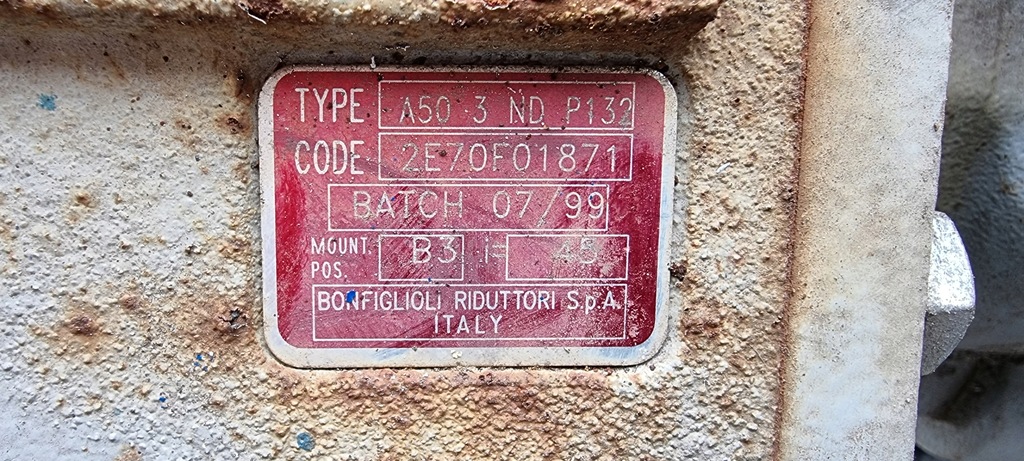 TYPE A50 3 ND P132
CODE 2E70F01871
BATCH 07/99
MOUNT. POS. B3 i= 45
BONFIGLIOLI RIDUTTORI S.p.A.
ITALY